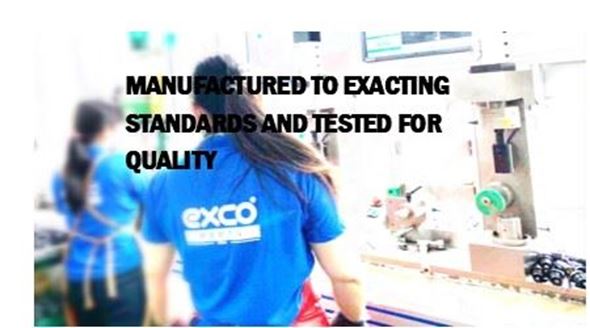 MANUFACTURED TO EXACTING
STANDARDS AND TESTED FOR
QUALITY
exco